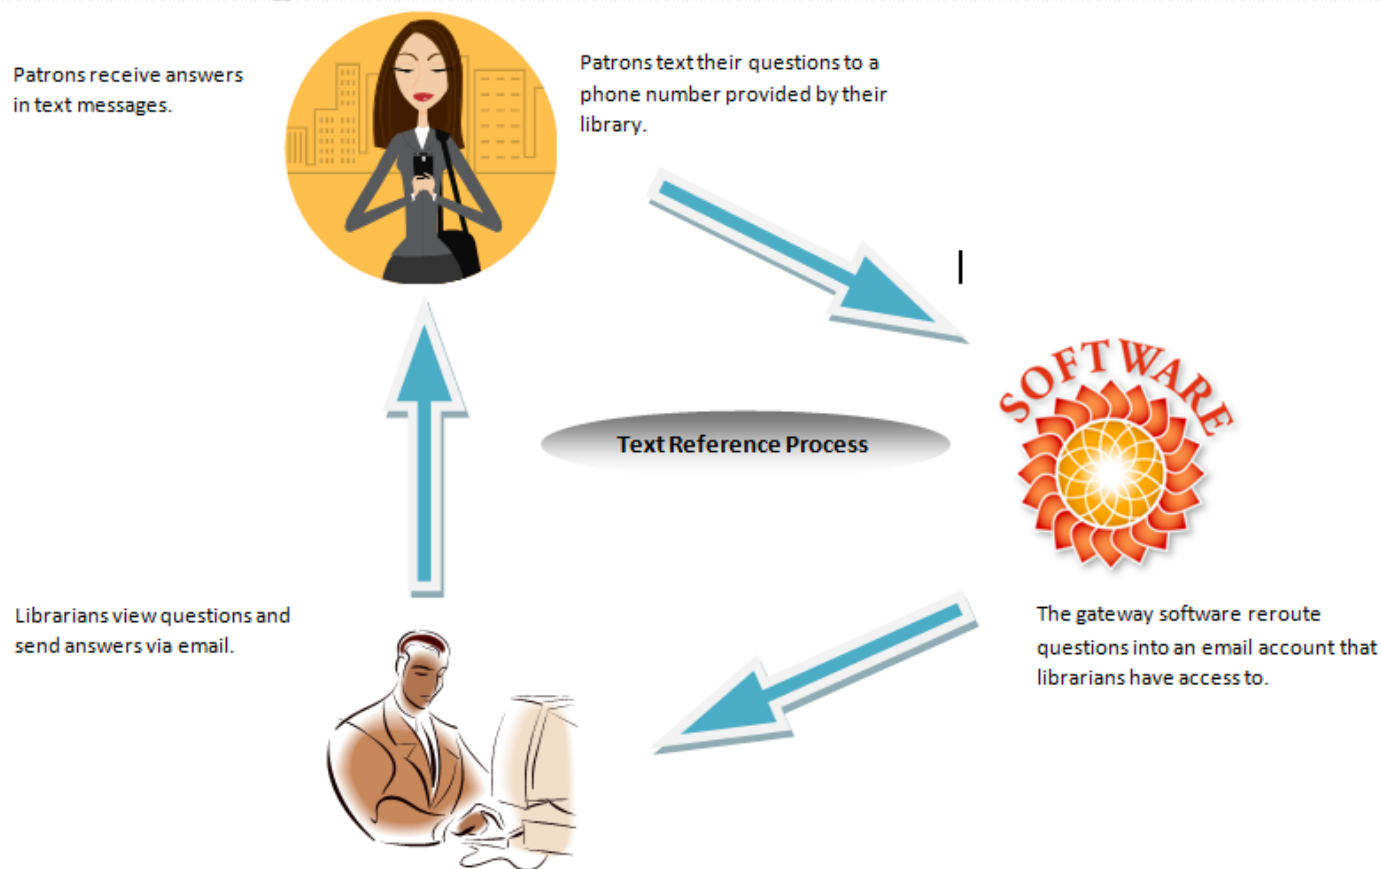 Patrons receive answers
in text messages.
Patrons text their questions to a
phone number provided by their
library.
SOFTWARE
Text Reference Process
The gateway software reroute
questions into an email account that
librarians have access to.
Librarians view questions and
send answers via email.